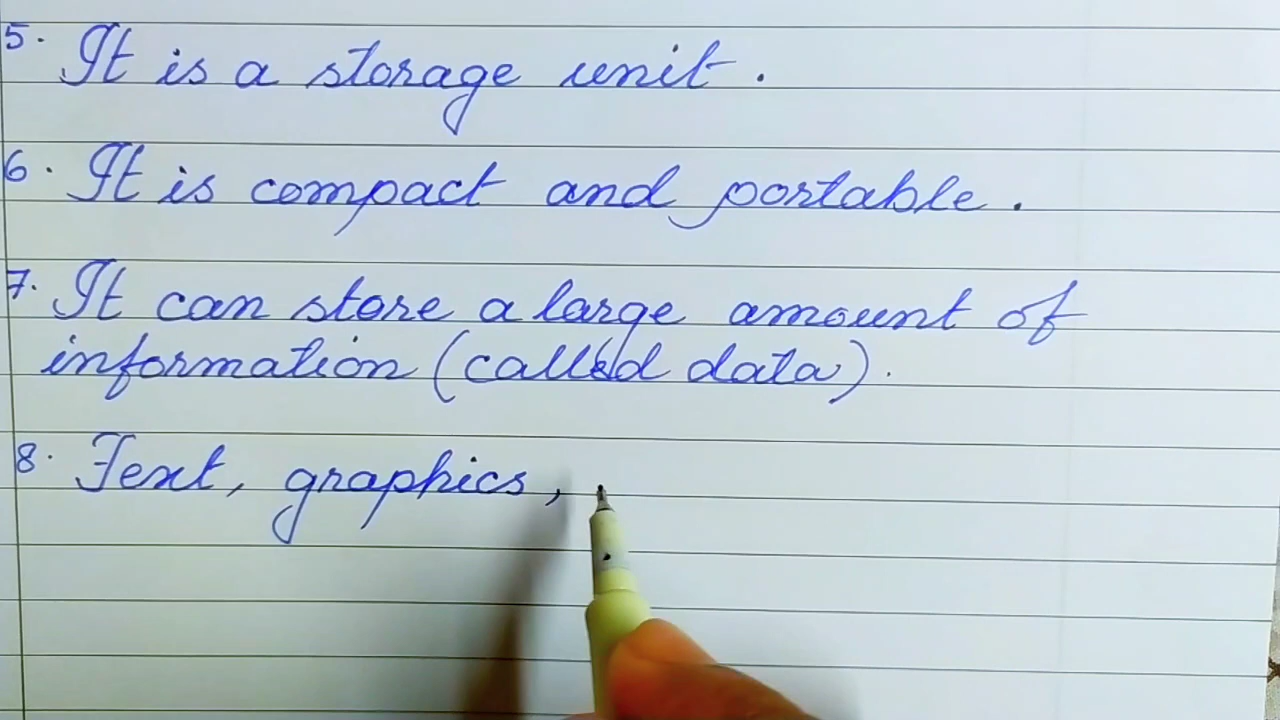 5. It is a storage unit.
6. It is compact and portable.
7. It can store a large amount of
information (called data).
8. Text, graphics,